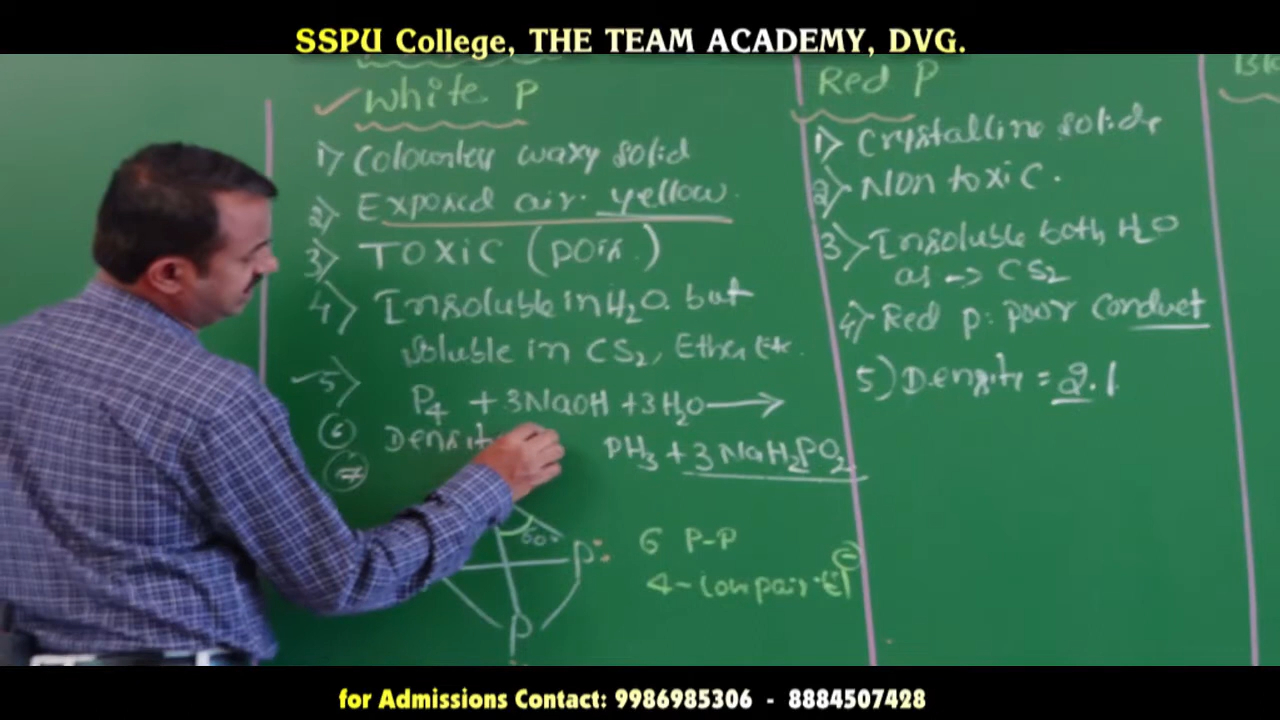 SSPU College, THE TEAM ACADEMY, DVG.
White P
1) Colourless waxy solid
2) Exposed air yellow.
3) TOXIC (pois.)
4) Insoluble in H₂O. but
soluble in CS₂, Ether etc.
5)
P₄ + 3NaOH + 3H₂O →
6 Densit
PH₃ + 3NaH₂PO₂
7
60°
P:
P
6 P-P
4-lone pair
Red P
1) Crystalline solids
2) Non toxic.
3) Insoluble both H₂O
as → CS₂
4) Red p: poor conduct
5) Density = 2.1
Bl
for Admissions Contact: 9986985306 - 8884507428